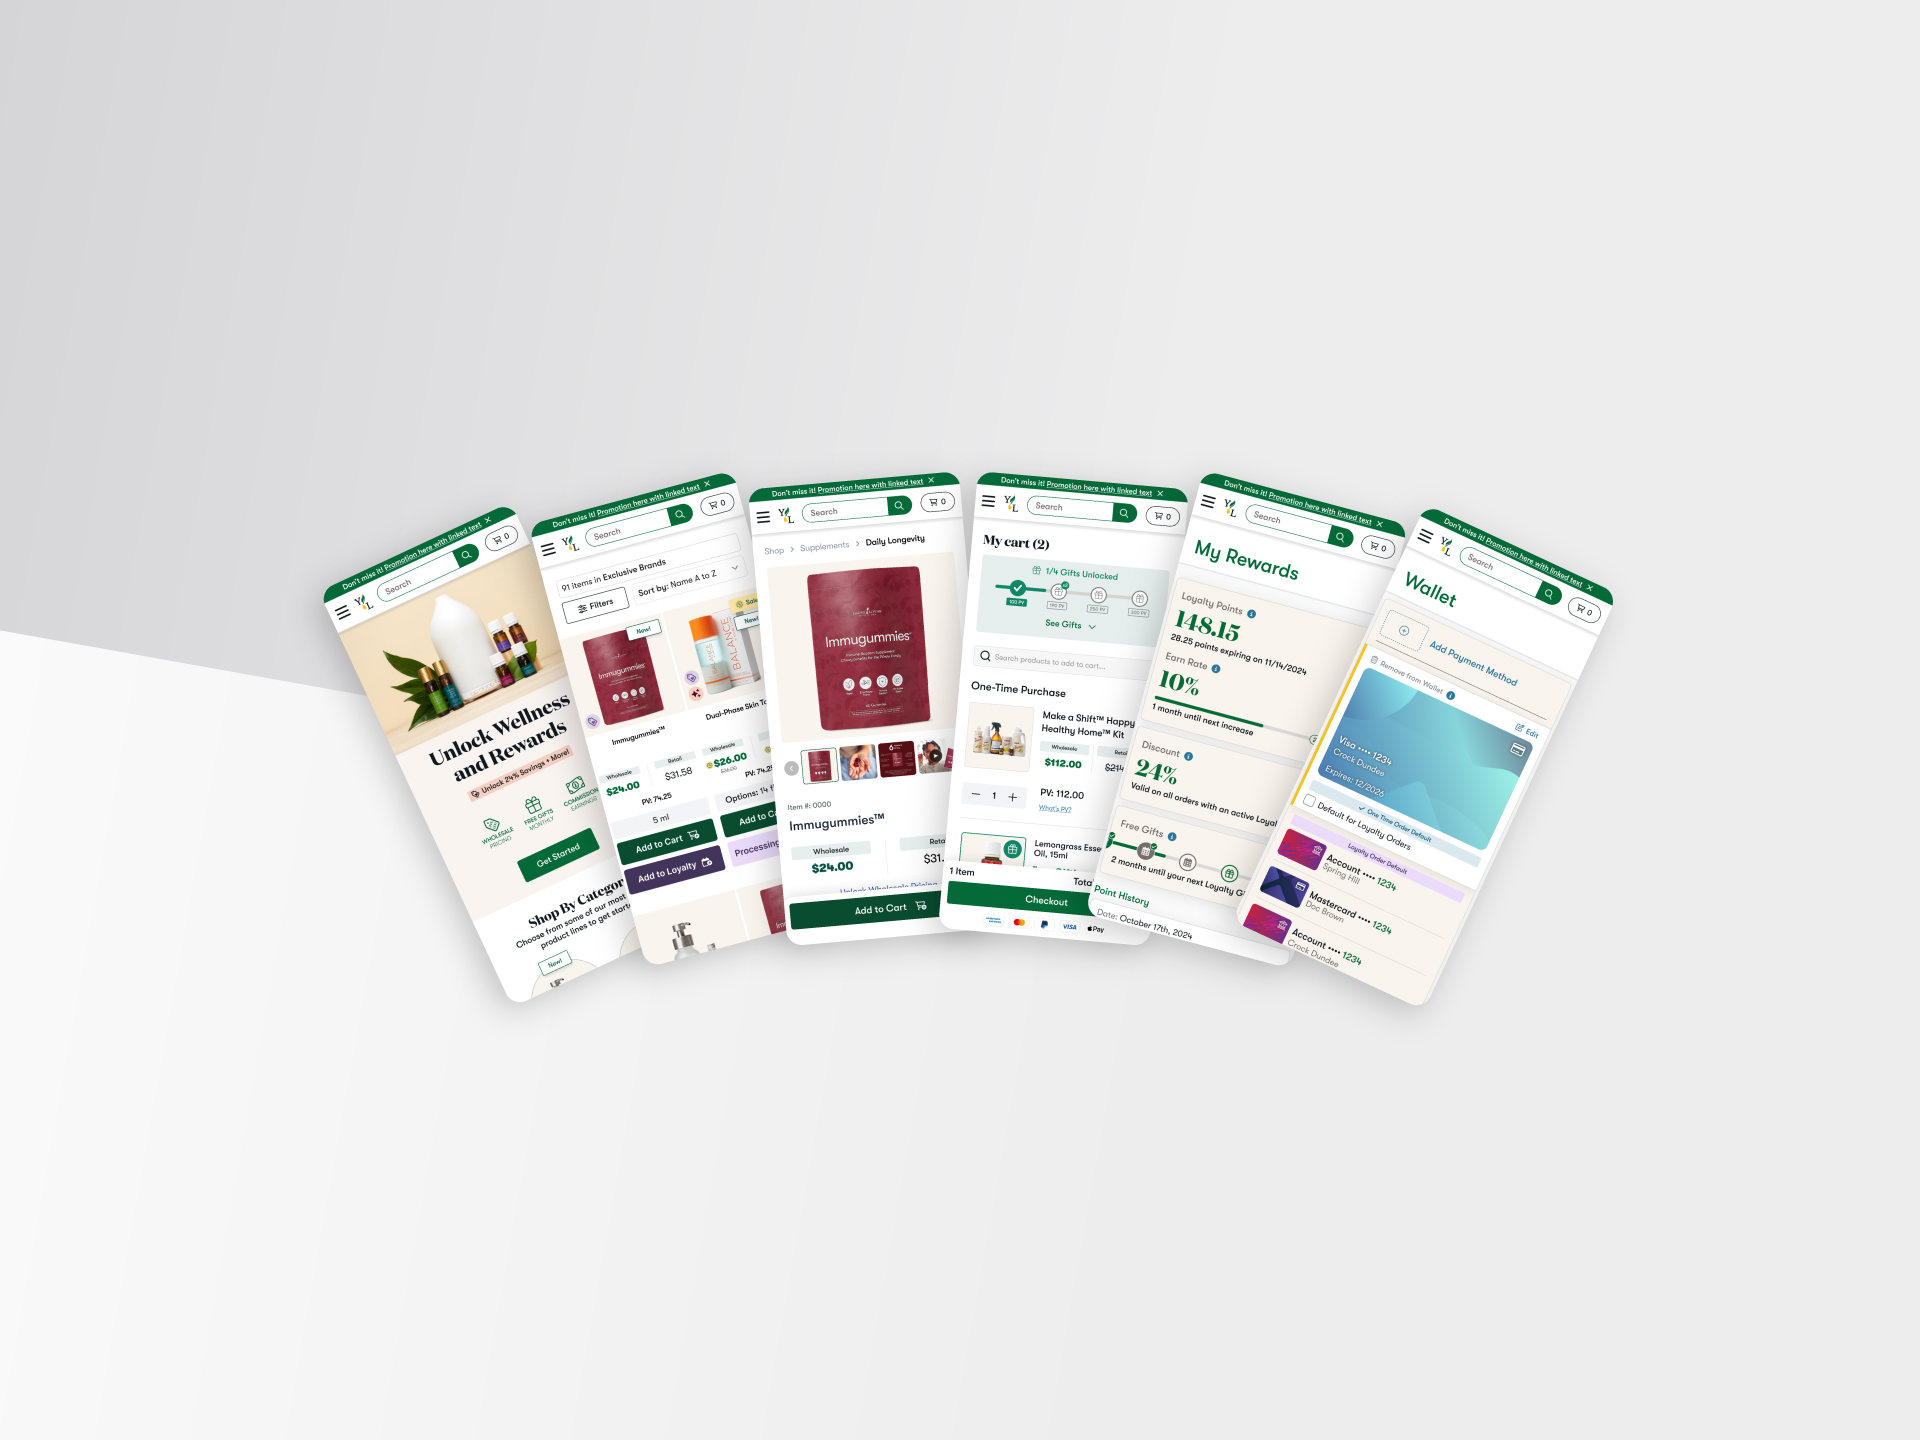 Don't miss it! Promotion here with linked text
YL
Search
0
Unlock Wellness
and Rewards
Unlock 24% Savings + More!
WHOLESALE
PRICING
FREE GIFTS
MONTHLY
COMMISSION
EARNINGS
Get Started
Shop By Categor
Choose from some of our most
product lines to get starte
New!
Don't miss it! Promotion here with linked text
YL
Search
0
91 items in Exclusive Brands
Filters
Sort by: Name A to Z
New!
Immugummies
Sale
New!
BALANCE
Immugummies™
Dual-Phase Skin To
Wholesale
$24.00
Retail
$31.58
PV: 74.25
Wholesale
$26.00
PV: 74.25
5 ml
Options: 14 fl
Add to Cart
Add to Ca
Add to Loyalty
Processing
Don't miss it! Promotion here with linked text
YL
Search
0
Shop > Supplements > Daily Longevity
Immugummies
Item #: 0000
Immugummies™
Wholesale
$24.00
Retail
$31.
Unlock Wholesale Pricing
Add to Cart
Don't miss it! Promotion here with linked text
YL
Search
0
My cart (2)
1/4 Gifts Unlocked
100 PV
190 PV
250 PV
300 PV
See Gifts
Search products to add to cart...
One-Time Purchase
Make a Shift™ Happy
Healthy Home™ Kit
Wholesale
$112.00
Retail
$214
1
PV: 112.00
What's PV?
Lemongrass Esse
Oil, 15ml
1 Item
Tota
Checkout
VISA
Pay
Don't miss it! Promotion here with linked text
YL
Search
0
My Rewards
Loyalty Points
148.15
28.25 points expiring on 11/14/2024
Earn Rate
10%
1 month until next increase
Discount
24%
Valid on all orders with an active Loyal
Free Gifts
2 months until your next Loyalty G
Point History
Date: October 17th, 2024
Don't miss it! Promotion here with linked text
YL
Search
0
Wallet
Add Payment Method
Remove from Wallet
Edit
Visa •••• 1234
Crock Dundee
Expires: 12/2026
One Time Order Default
Default for Loyalty Orders
Loyalty Order Default
Account •••• 1234
Spring Hill
Mastercard •••• 1234
Doc Brown
Account •••• 1234
Crock Dundee